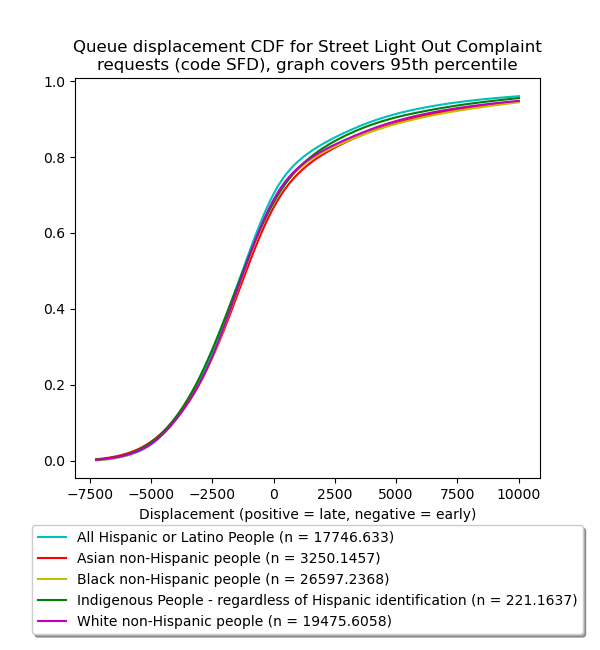 Queue displacement CDF for Street Light Out Complaint
requests (code SFD), graph covers 95th percentile
1.0
0.8
0.6
0.4
0.2
0.0
−7500 −5000 −2500 0 2500 5000 7500 10000
Displacement (positive = late, negative = early)
All Hispanic or Latino People (n = 17746.633)
Asian non-Hispanic people (n = 3250.1457)
Black non-Hispanic people (n = 26597.2368)
Indigenous People - regardless of Hispanic identification (n = 221.1637)
White non-Hispanic people (n = 19475.6058)